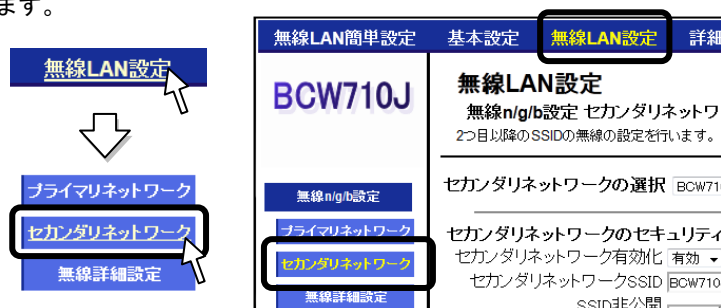 ます。
無線LAN設定
プライマリネットワーク
セカンダリネットワーク
無線詳細設定
無線LAN簡単設定 基本設定 無線LAN設定 詳細
BCW710J
無線n/g/b設定
プライマリネットワーク
セカンダリネットワーク
無線詳細設定
無線LAN設定
無線n/g/b設定 セカンダリネットワ
2つ目以降のSSIDの無線の設定を行います。
セカンダリネットワークの選択 BCW71
セカンダリネットワークのセキュリティ
セカンダリネットワーク有効化 有効
セカンダリネットワークSSID BCW710
SSID非公開